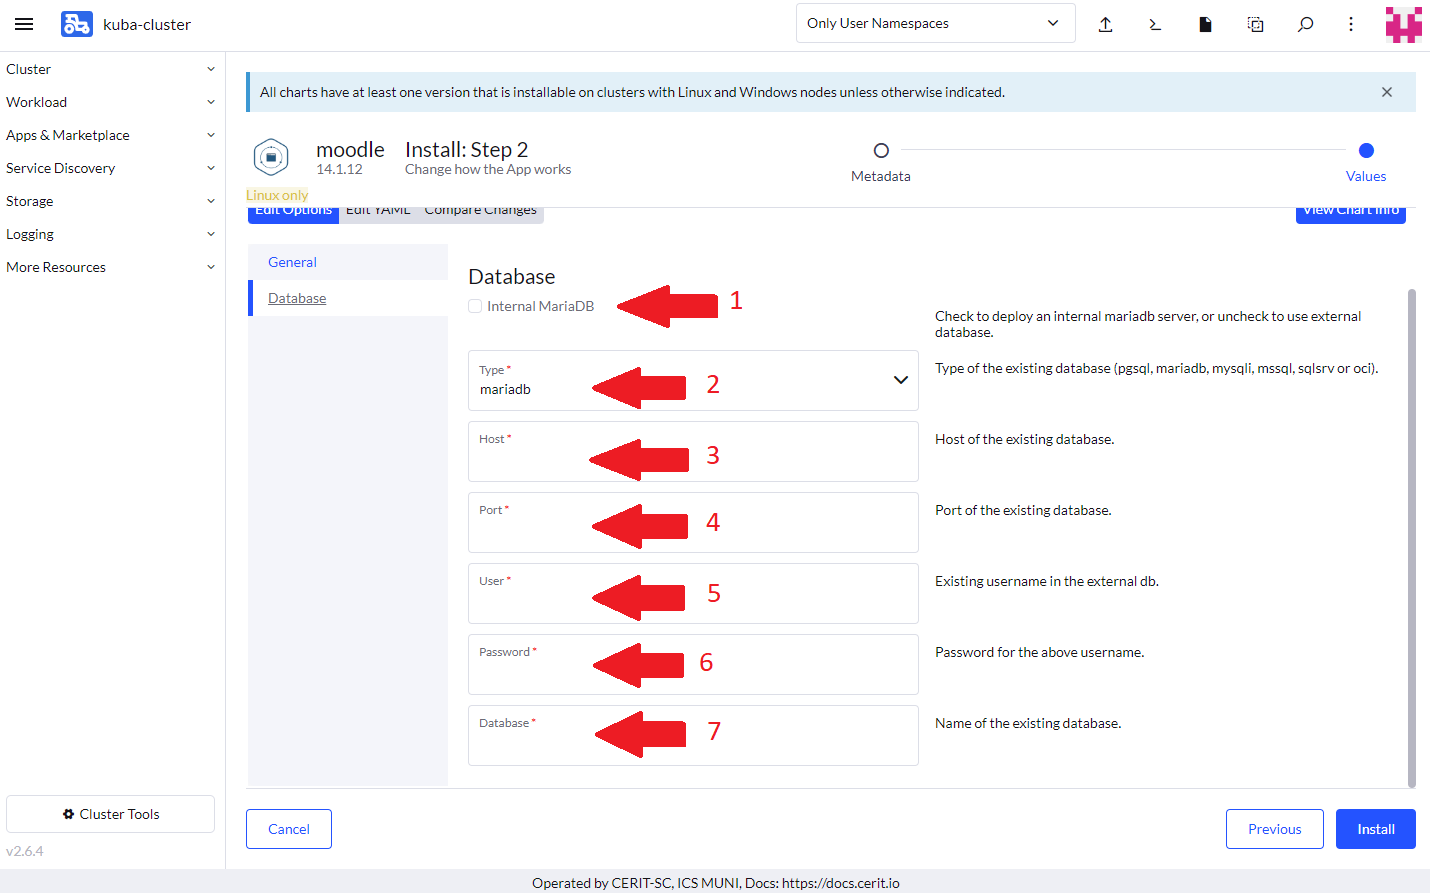 kuba-cluster
Only User Namespaces
Cluster
Workload
Apps & Marketplace
Service Discovery
Storage
Logging
More Resources
Cluster Tools
v2.6.4
All charts have at least one version that is installable on clusters with Linux and Windows nodes unless otherwise indicated.
moodle
14.1.12
Linux only
Install: Step 2
Change how the App works
Metadata
Values
Edit Options
Edit YAML
Compare Changes
View Chart Info
General
Database
Database
Internal MariaDB
1
Check to deploy an internal mariadb server, or uncheck to use external
database.
Type *
mariadb
2
Type of the existing database (pgsql, mariadb, mysqli, mssql, sqlsrv or oci).
Host *
3
Host of the existing database.
Port *
4
Port of the existing database.
User *
5
Existing username in the external db.
Password *
6
Password for the above username.
Database *
7
Name of the existing database.
Cancel
Previous
Install
Operated by CERIT-SC, ICS MUNI, Docs: https://docs.cerit.io